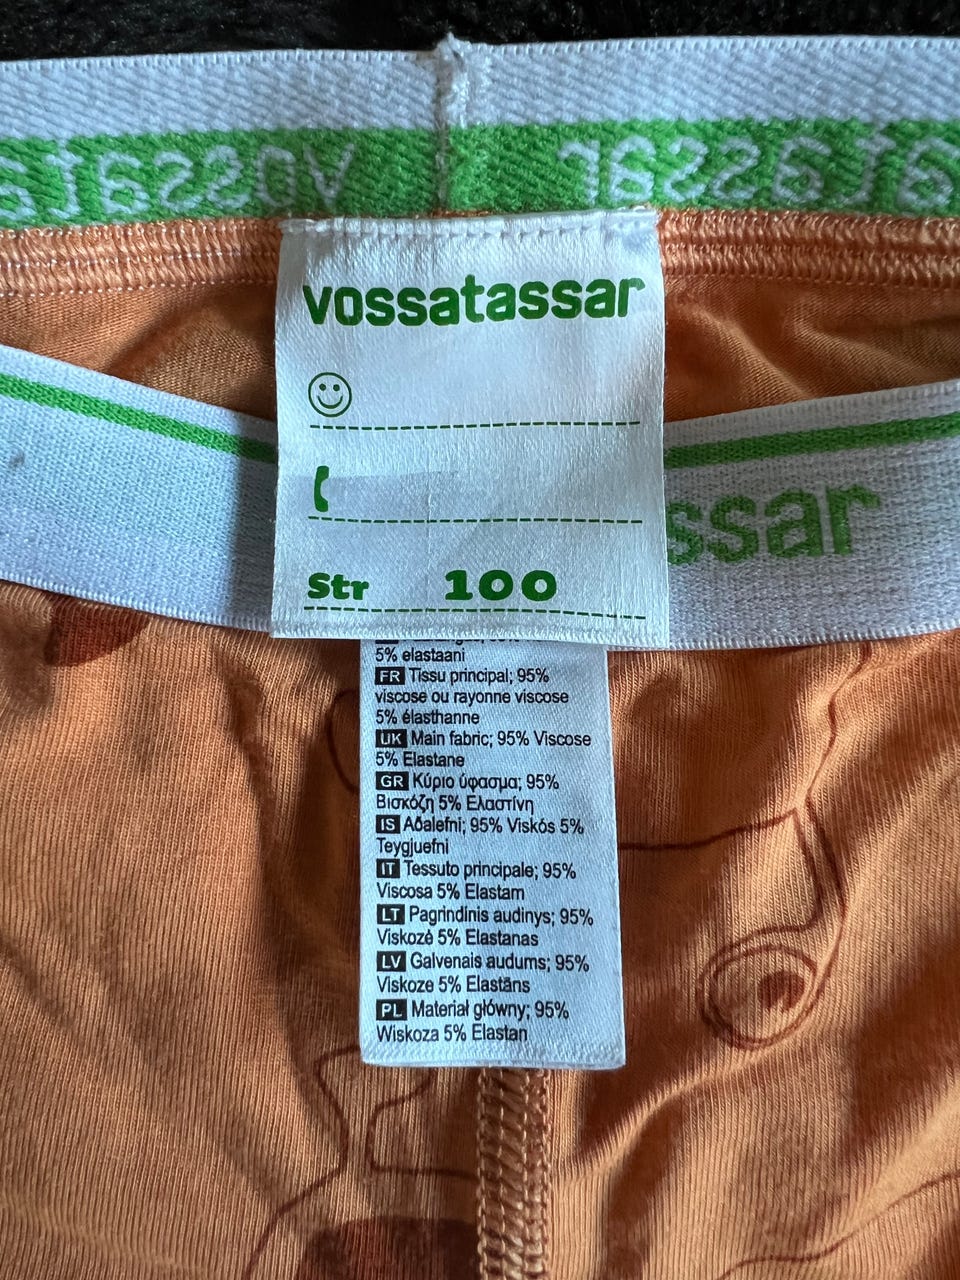 vossatassar
vossatassar
ssar
Str 100
5% elastaani
FR Tissu principal; 95%
viscose ou rayonne viscose
5% élasthanne
UK Main fabric; 95% Viscose
5% Elastane
GR Κύριο ύφασμα; 95%
Βισκόζη 5% Ελαστίνη
IS Aðalefni; 95% Viskós 5%
Teygjuefni
IT Tessuto principale; 95%
Viscosa 5% Elastam
LT Pagrindinis audinys; 95%
Viskozė 5% Elastanas
LV Galvenais audums; 95%
Viskoze 5% Elastāns
PL Materiał główny; 95%
Wiskoza 5% Elastan